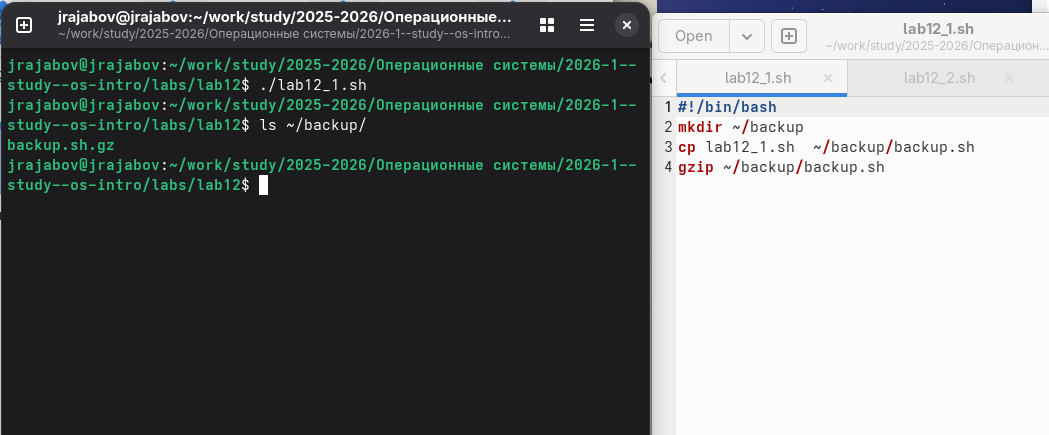 jrajabov@jrajabov:~/work/study/2025-2026/Операционные...
~/work/study/2025-2026/Операционные системы/2026-1--study--os-intro...
jrajabov@jrajabov:~/work/study/2025-2026/Операционные системы/2026-1--
study--os-intro/labs/lab12$ ./lab12_1.sh
jrajabov@jrajabov:~/work/study/2025-2026/Операционные системы/2026-1--
study--os-intro/labs/lab12$ ls ~/backup/
backup.sh.gz
jrajabov@jrajabov:~/work/study/2025-2026/Операционные системы/2026-1--
study--os-intro/labs/lab12$
Open
lab12_1.sh
~/work/study/2025-2026/Операцион...
lab12_1.sh
lab12_2.sh
1 #!/bin/bash
2 mkdir ~/backup
3 cp lab12_1.sh  ~/backup/backup.sh
4 gzip ~/backup/backup.sh